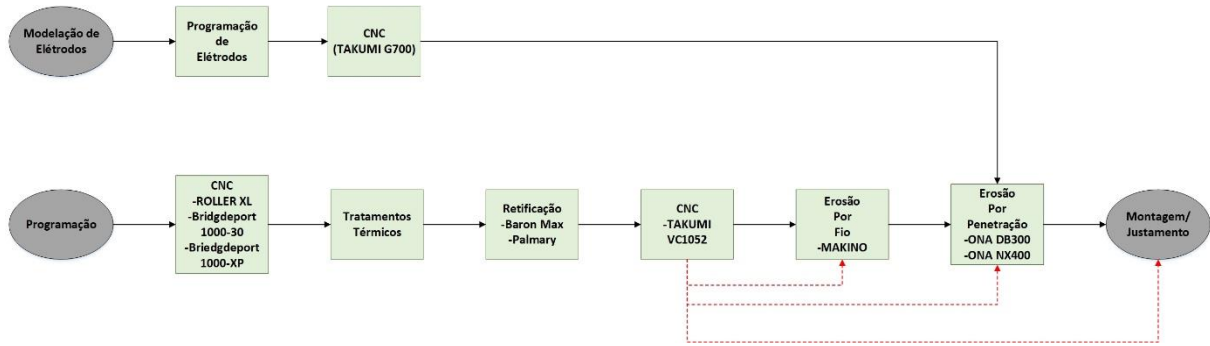 Modelação de
Elétrodos
Programação
de
Elétrodos
CNC
(TAKUMI G700)
Programação
CNC
-ROLLER XL
-Bridgdeport
1000-30
-Briedgdeport
1000-XP
Tratamentos
Térmicos
Retificação
-Baron Max
-Palmary
CNC
-TAKUMI
VC1052
Erosão
Por
Fio
-MAKINO
Erosão
Por
Penetração
-ONA DB300
-ONA NX400
Montagem/
Justamento